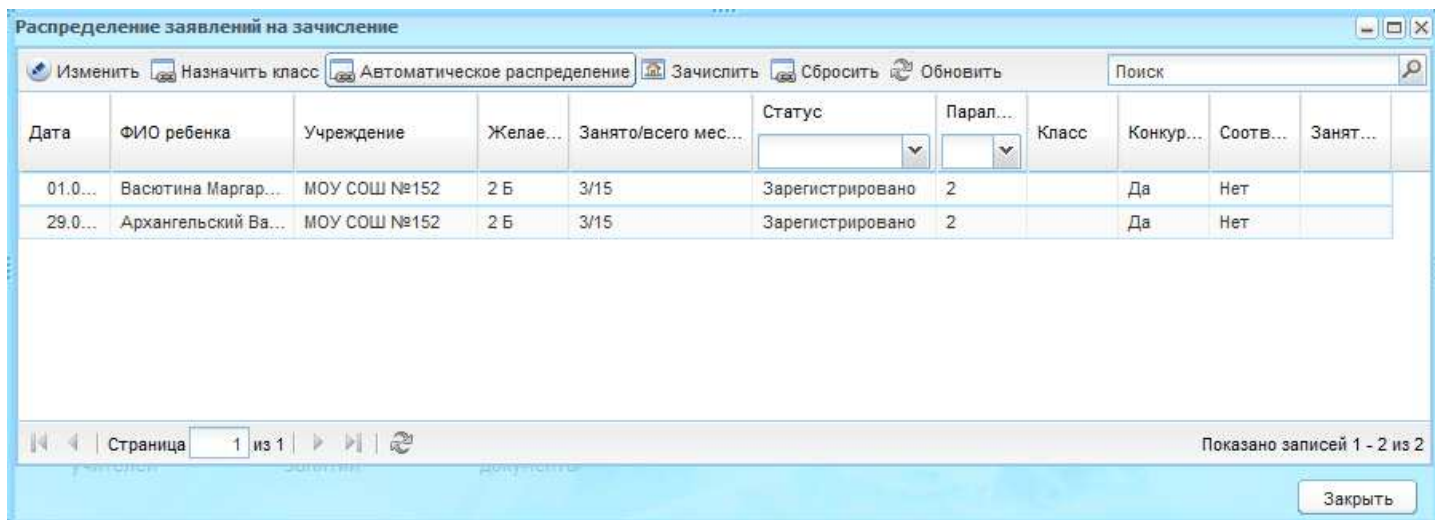 Распределение заявлений на зачисление
Изменить Назначить класс Автоматическое распределение Зачислить Сбросить Обновить Поиск
Дата ФИО ребенка Учреждение Желае... Занято/всего мес... Статус Парал... Класс Конкур... Соотв... Занят...
01.0... Васютина Маргар... МОУ СОШ №152 2 Б 3/15 Зарегистрировано 2 Да Нет
29.0... Архангельский Ва... МОУ СОШ №152 2 Б 3/15 Зарегистрировано 2 Да Нет
Страница 1 из 1 Показано записей 1 - 2 из 2
учителей занятий документы
Закрыть